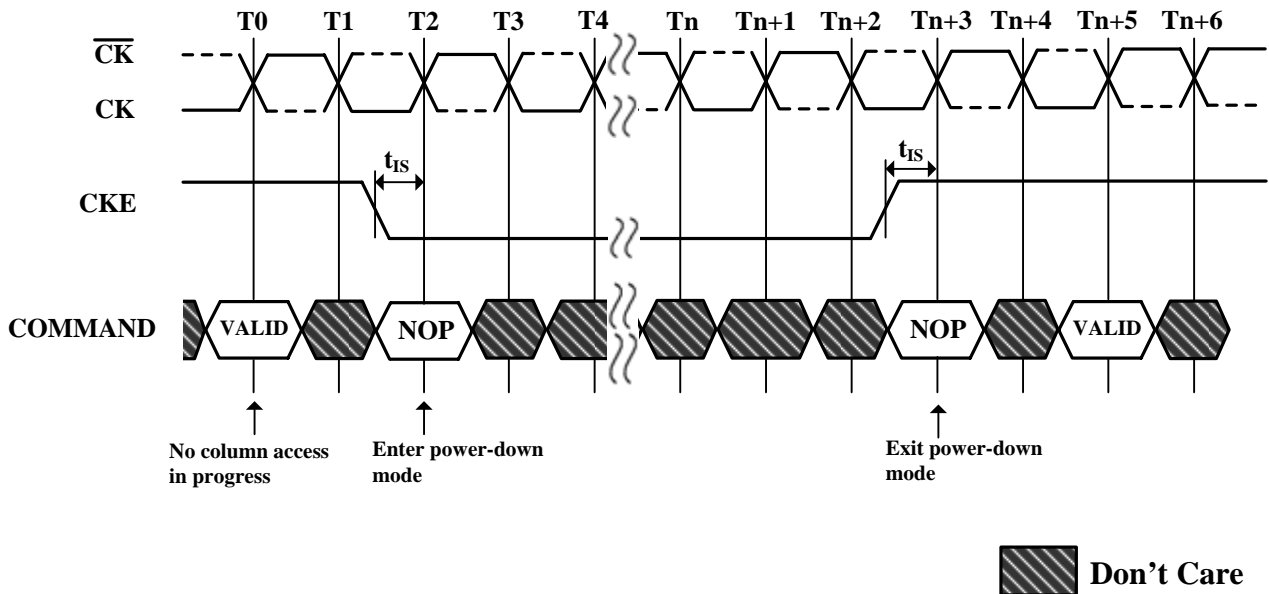 T0 T1 T2 T3 T4 Tn Tn+1 Tn+2 Tn+3 Tn+4 Tn+5 Tn+6
CK
CK
tIS tIS
CKE
COMMAND VALID NOP NOP VALID
No column access
in progress
Enter power-down
mode
Exit power-down
mode
Don't Care